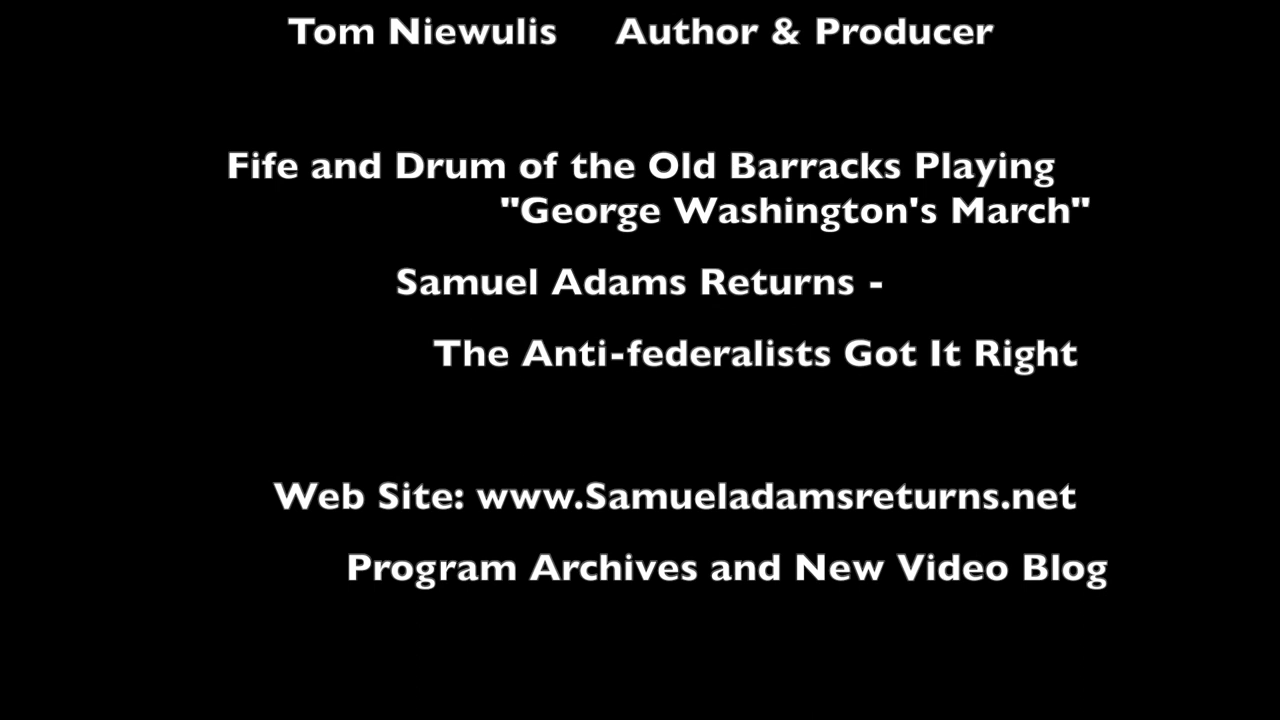 Tom Niewulis Author & Producer
Fife and Drum of the Old Barracks Playing
"George Washington's March"
Samuel Adams Returns -
The Anti-federalists Got It Right
Web Site: www.Samueladamsreturns.net
Program Archives and New Video Blog